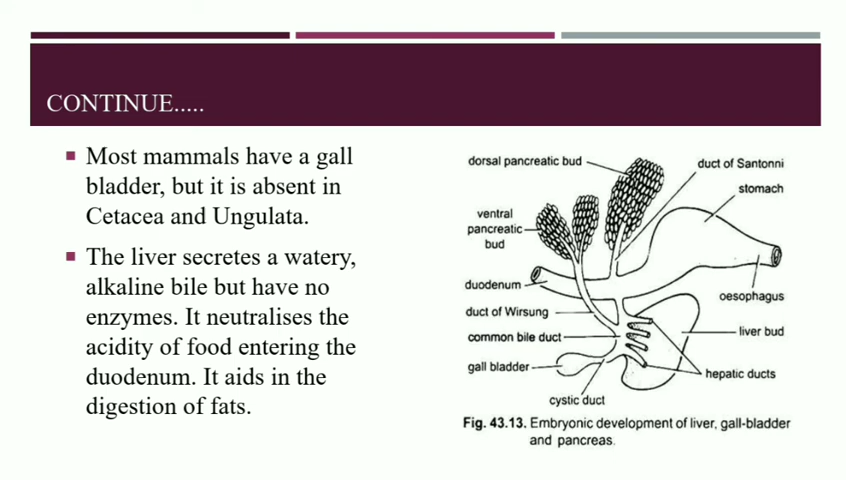 CONTINUE.....
Most mammals have a gall
bladder, but it is absent in
Cetacea and Ungulata.
The liver secretes a watery,
alkaline bile but have no
enzymes. It neutralises the
acidity of food entering the
duodenum. It aids in the
digestion of fats.
dorsal pancreatic bud
duct of Santonni
stomach
ventral
pancreatic
bud
duodenum
oesophagus
duct of Wirsung
liver bud
common bile duct
gall bladder
hepatic ducts
cystic duct
Fig. 43.13. Embryonic development of liver, gall-bladder
and pancreas.